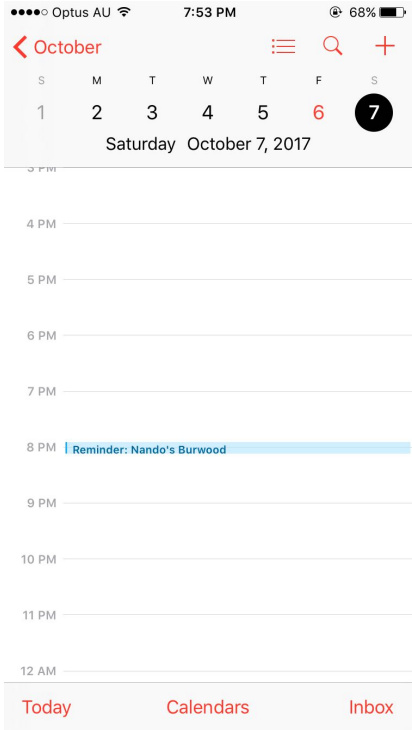 Optus AU 7:53 PM 68%
October
S M T W T F S
1 2 3 4 5 6 7
Saturday October 7, 2017
3 PM
4 PM
5 PM
6 PM
7 PM
8 PM Reminder: Nando's Burwood
9 PM
10 PM
11 PM
12 AM
Today Calendars Inbox